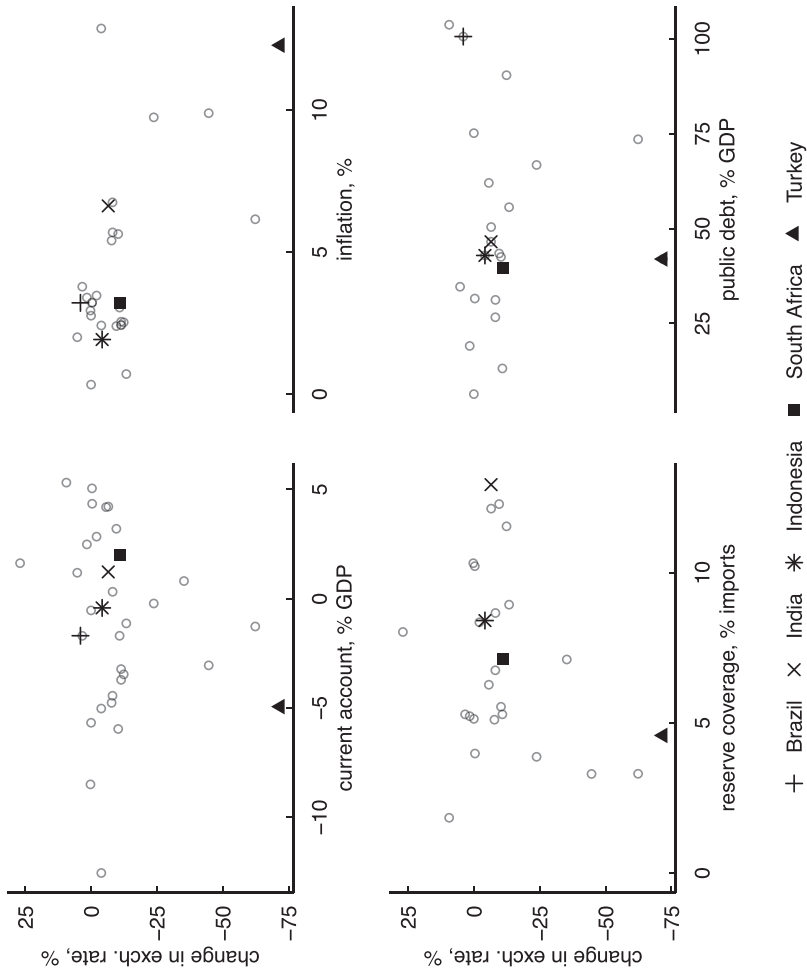 change in exch. rate, %
25
0
−25
−50
−75
−10 −5 0 5
current account, % GDP
0 5 10
inflation, %
change in exch. rate, %
25
0
−25
−50
−75
0 5 10
reserve coverage, % imports
25 50 75 100
public debt, % GDP
Brazil India Indonesia South Africa Turkey